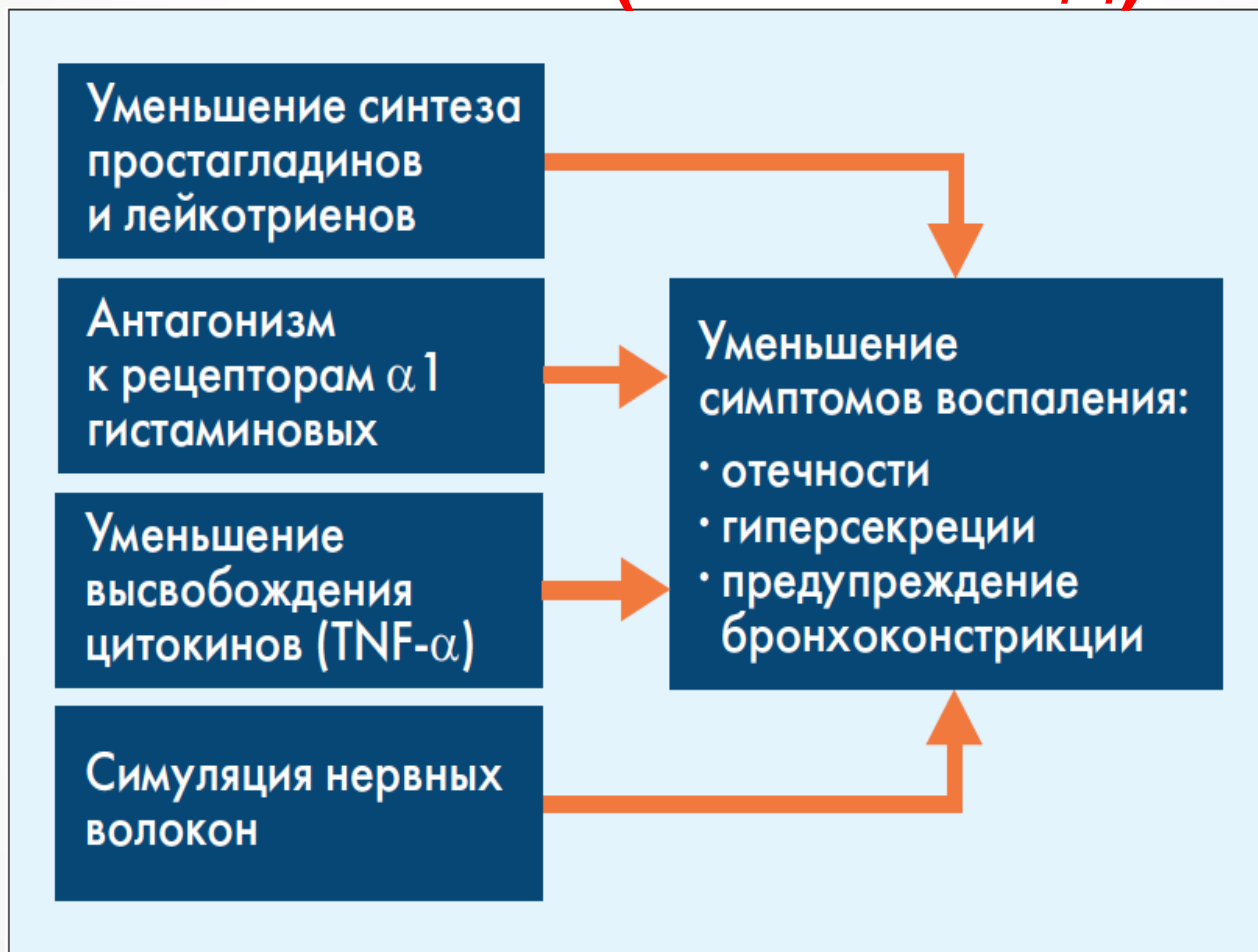 Уменьшение синтеза
простагладинов
и лейкотриенов
Антагонизм
к рецепторам α1
гистаминовых
Уменьшение
высвобождения
цитокинов (TNF-α)
Симуляция нервных
волокон
Уменьшение
симптомов воспаления:
· отечности
· гиперсекреции
· предупреждение
бронхоконстрикции